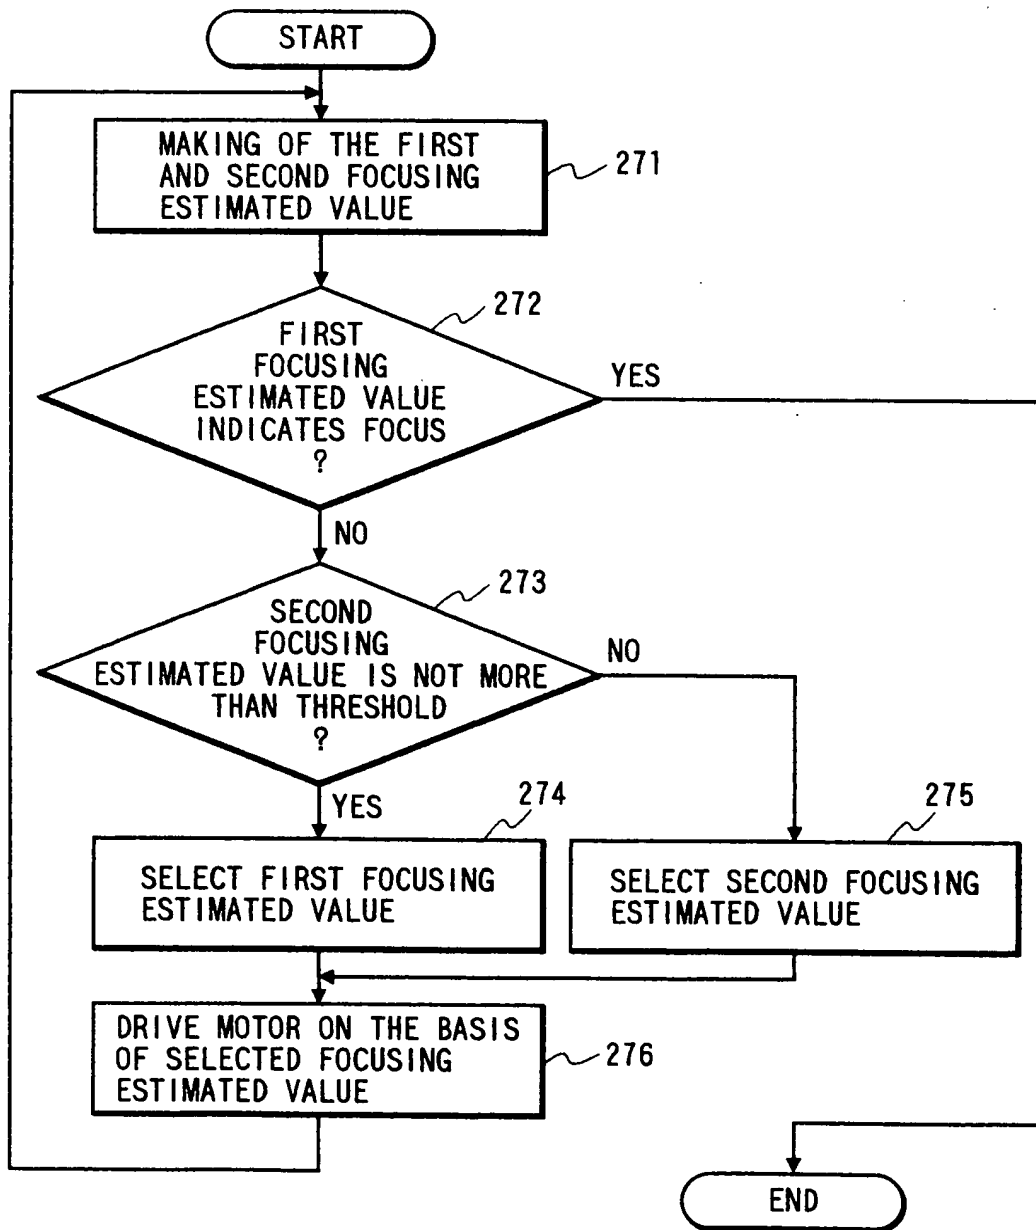 START
MAKING OF THE FIRST
AND SECOND FOCUSING
ESTIMATED VALUE
271
272
FIRST
FOCUSING
ESTIMATED VALUE
INDICATES FOCUS
?
YES
NO
273
SECOND
FOCUSING
ESTIMATED VALUE IS NOT MORE
THAN THRESHOLD
?
NO
YES
274
SELECT FIRST FOCUSING
ESTIMATED VALUE
275
SELECT SECOND FOCUSING
ESTIMATED VALUE
DRIVE MOTOR ON THE BASIS
OF SELECTED FOCUSING
ESTIMATED VALUE
276
END